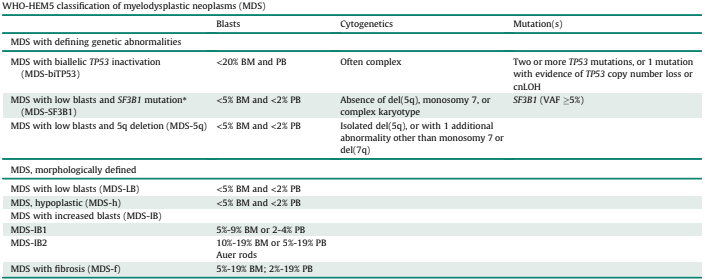 WHO-HEM5 classification of myelodysplastic neoplasms (MDS)
Blasts Cytogenetics Mutation(s)
MDS with defining genetic abnormalities
MDS with biallelic TP53 inactivation <20% BM and PB Often complex Two or more TP53 mutations, or 1 mutation
(MDS-biTP53) with evidence of TP53 copy number loss or
cnLOH
MDS with low blasts and SF3B1 mutation* <5% BM and <2% PB Absence of del(5q), monosomy 7, or SF3B1 (VAF ≥5%)
(MDS-SF3B1) complex karyotype
MDS with low blasts and 5q deletion (MDS-5q) <5% BM and <2% PB Isolated del(5q), or with 1 additional
abnormality other than monosomy 7 or
del(7q)
MDS, morphologically defined
MDS with low blasts (MDS-LB) <5% BM and <2% PB
MDS, hypoplastic (MDS-h) <5% BM and <2% PB
MDS with increased blasts (MDS-IB)
MDS-IB1 5%-9% BM or 2-4% PB
MDS-IB2 10%-19% BM or 5%-19% PB
Auer rods
MDS with fibrosis (MDS-f) 5%-19% BM; 2%-19% PB